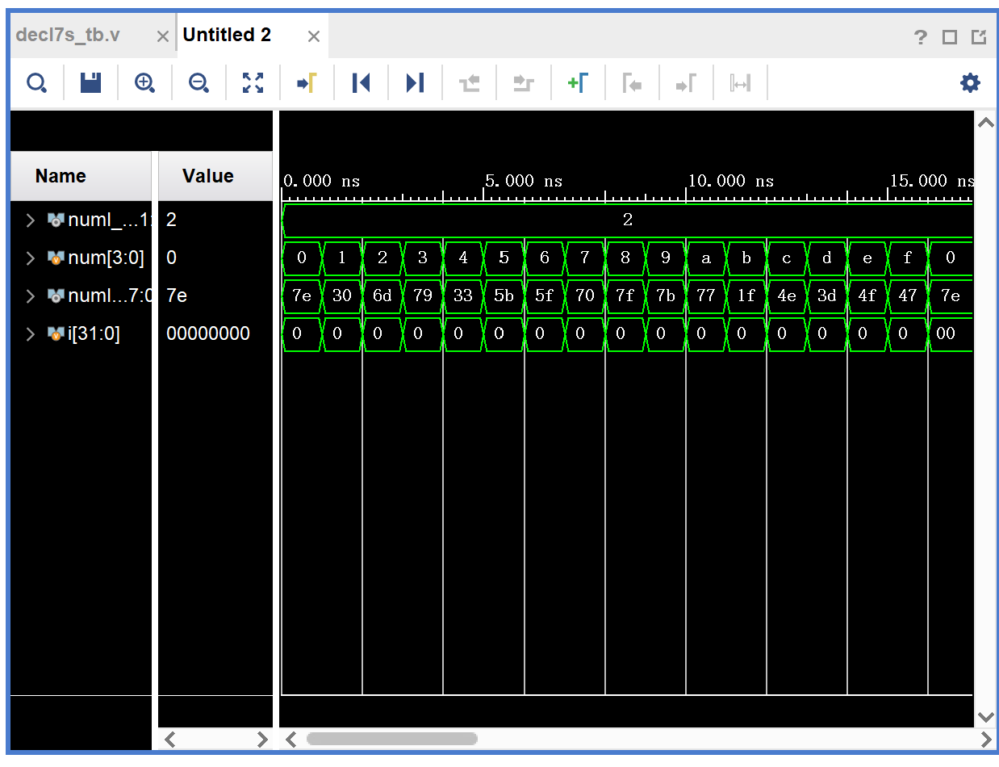 decl7s_tb.v Untitled 2 ?
Name Value
0.000 ns 5.000 ns 10.000 ns 15.000 ns
numl_...1: 2 2
num[3:0] 0 0 1 2 3 4 5 6 7 8 9 a b c d e f 0
numl...7:0 7e 7e 30 6d 79 33 5b 5f 70 7f 7b 77 1f 4e 3d 4f 47 7e
i[31:0] 00000000 0 0 0 0 0 0 0 0 0 0 0 0 0 0 0 0 00